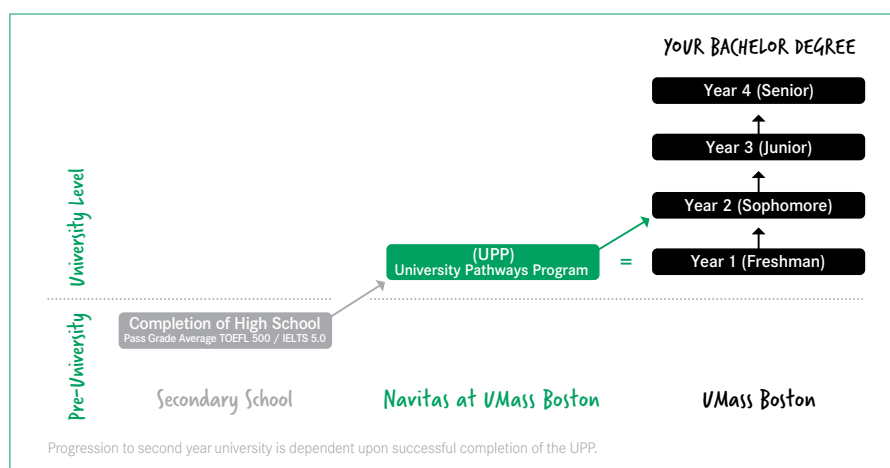 YOUR BACHELOR DEGREE
Year 4 (Senior)
Year 3 (Junior)
University Level
Year 2 (Sophomore)
(UPP)
University Pathways Program
=
Year 1 (Freshman)
Completion of High School
Pass Grade Average TOEFL 500 / IELTS 5.0
Pre-University
Secondary School
Navitas at UMass Boston
UMass Boston
Progression to second year university is dependent upon successful completion of the UPP.